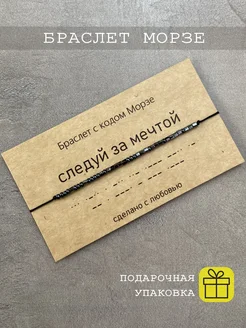 БРАСЛЕТ МОРЗЕ
Браслет с кодом Морзе
следуй за мечтой
сделано с любовью
ПОДАРОЧНАЯ
УПАКОВКА